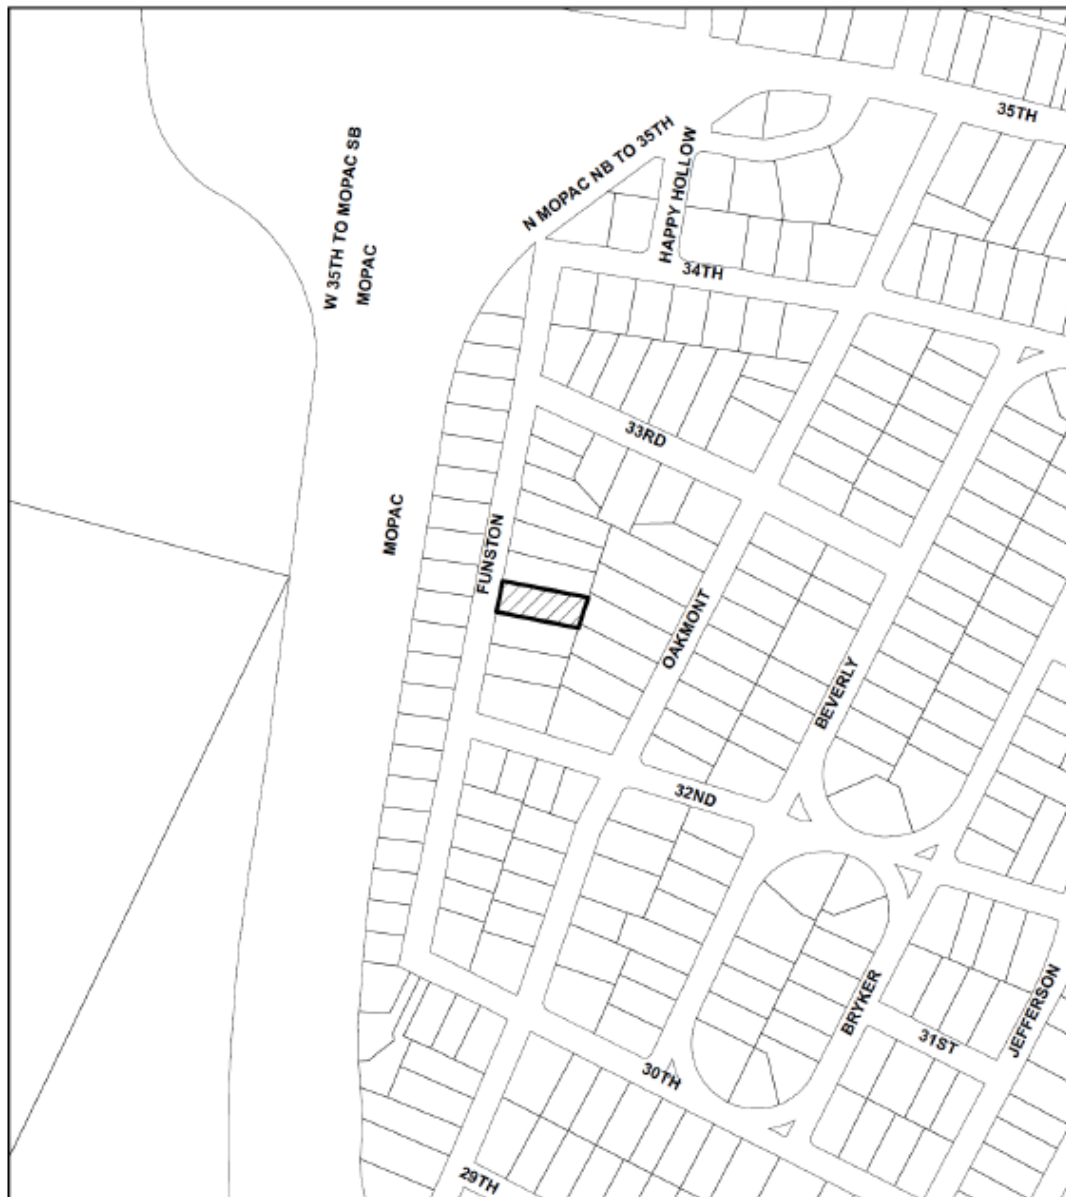 35TH
N MOPAC NB TO 35TH
HAPPY HOLLOW
W 35TH TO MOPAC SB
MOPAC
34TH
33RD
MOPAC
FUNSTON
OAKMONT
BEVERLY
32ND
BRYKER
JEFFERSON
31ST
30TH
29TH